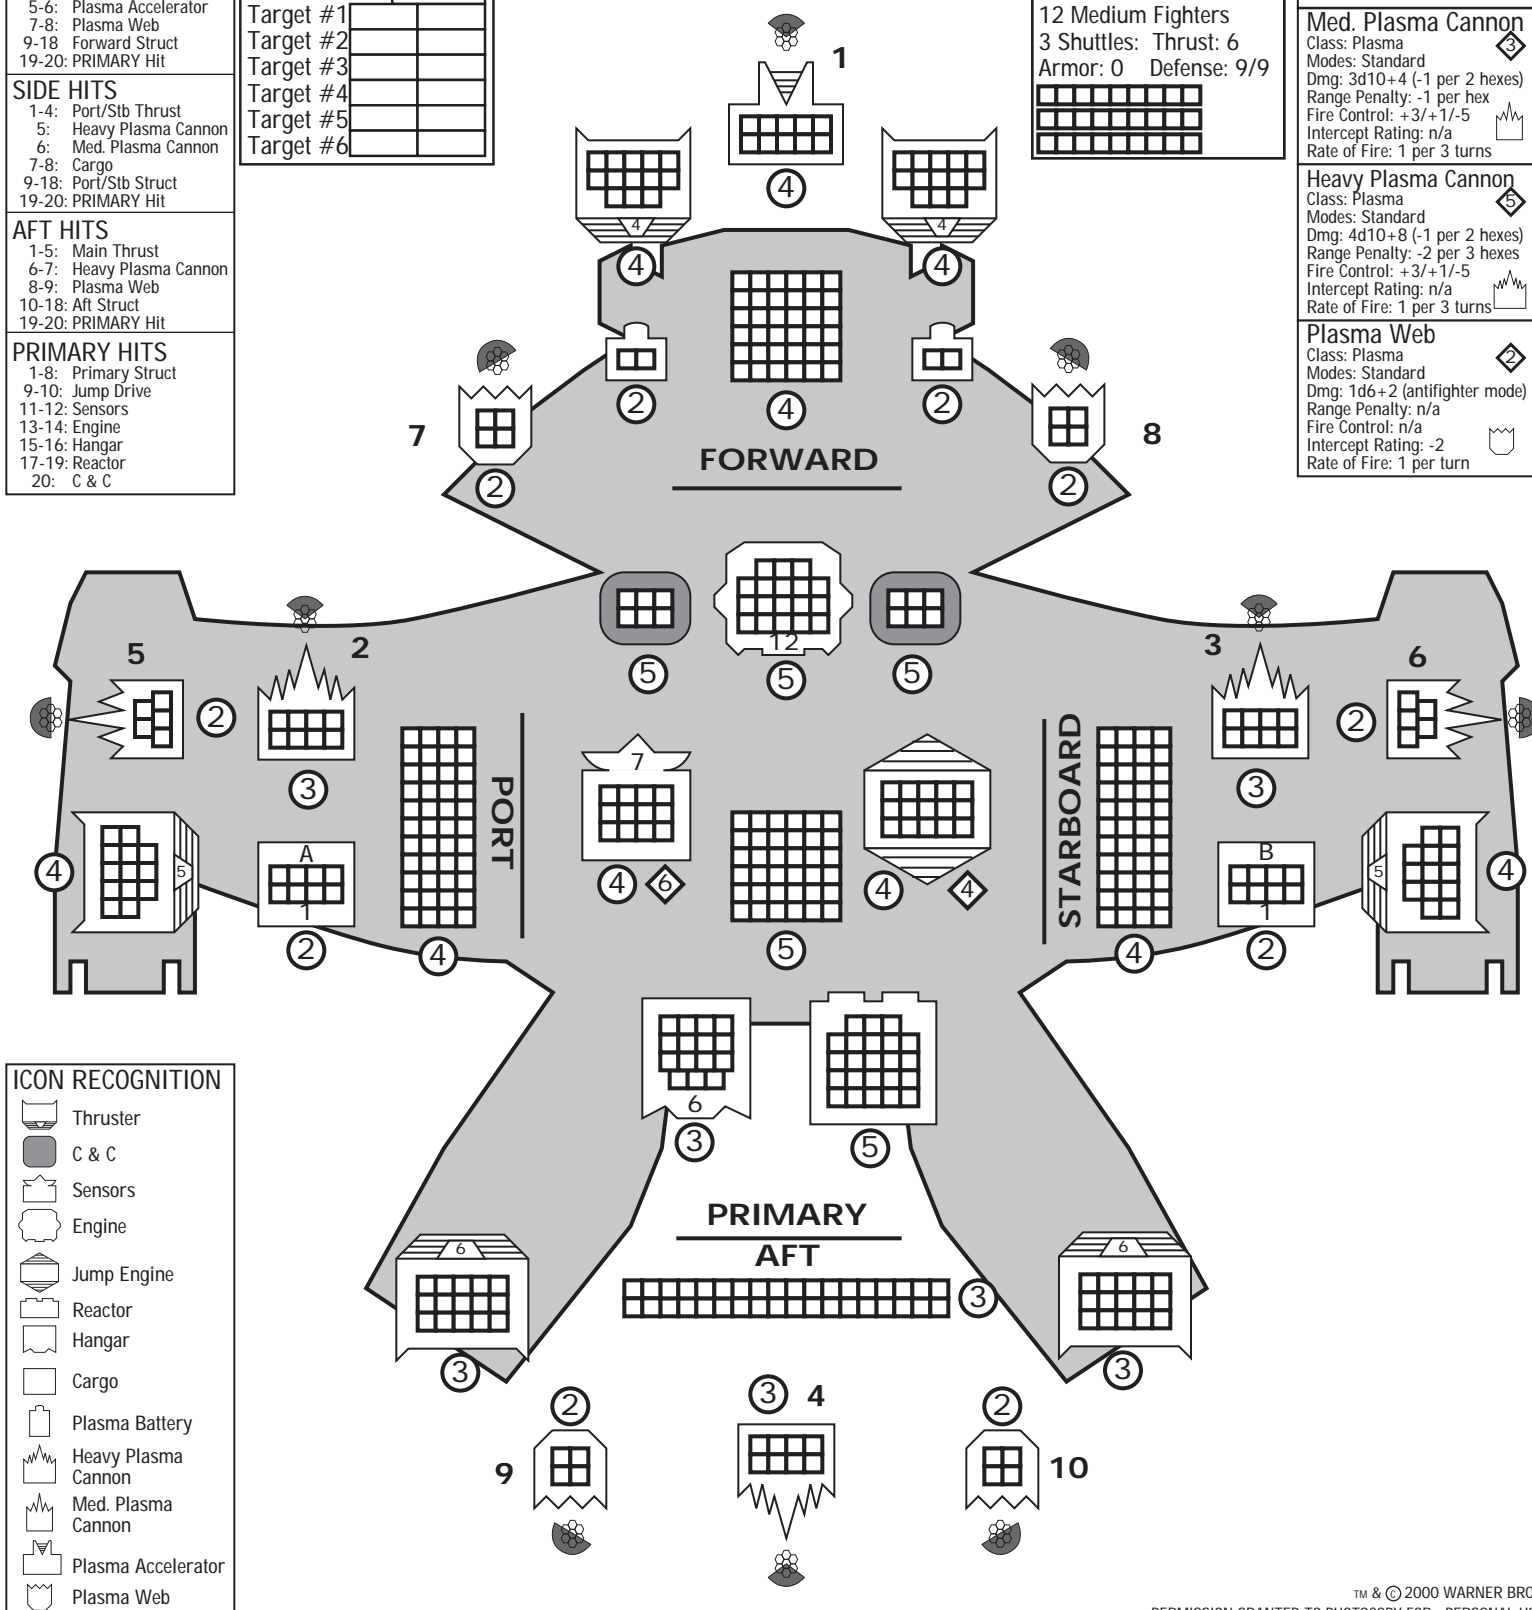 5-6: Plasma Accelerator
7-8: Plasma Web
9-18 Forward Struct
19-20: PRIMARY Hit
SIDE HITS
1-4: Port/Stb Thrust
5: Heavy Plasma Cannon
6: Med. Plasma Cannon
7-8: Cargo
9-18: Port/Stb Struct
19-20: PRIMARY Hit
AFT HITS
1-5: Main Thrust
6-7: Heavy Plasma Cannon
8-9: Plasma Web
10-18: Aft Struct
19-20: PRIMARY Hit
PRIMARY HITS
1-8: Primary Struct
9-10: Jump Drive
11-12: Sensors
13-14: Engine
15-16: Hangar
17-19: Reactor
20: C & C
Target #1
Target #2
Target #3
Target #4
Target #5
Target #6
12 Medium Fighters
3 Shuttles: Thrust: 6
Armor: 0 Defense: 9/9
Med. Plasma Cannon
3
Class: Plasma
Modes: Standard
Dmg: 3d10+4 (-1 per 2 hexes)
Range Penalty: -1 per hex
Fire Control: +3/+1/-5
Intercept Rating: n/a
Rate of Fire: 1 per 3 turns
Heavy Plasma Cannon
5
Class: Plasma
Modes: Standard
Dmg: 4d10+8 (-1 per 2 hexes)
Range Penalty: -2 per 3 hexes
Fire Control: +3/+1/-5
Intercept Rating: n/a
Rate of Fire: 1 per 3 turns
Plasma Web
2
Class: Plasma
Modes: Standard
Dmg: 1d6+2 (antifighter mode)
Range Penalty: n/a
Fire Control: n/a
Intercept Rating: -2
Rate of Fire: 1 per turn
1
4
4 4
4 4
2 4 2
7 8
2 2
FORWARD
5 2 12 3 6
5 5 5
2 2
3 3
PORT
STARBOARD
7
4 5 A 1 4 6 4 4 B 1 5 4
2 4 5 4 2
6
3 5
PRIMARY
AFT
6 6
3
3 3
2 3 4 2
9 10
ICON RECOGNITION
Thruster
C & C
Sensors
Engine
Jump Engine
Reactor
Hangar
Cargo
Plasma Battery
Heavy Plasma
Cannon
Med. Plasma
Cannon
Plasma Accelerator
Plasma Web
TM & © 2000 WARNER BRO